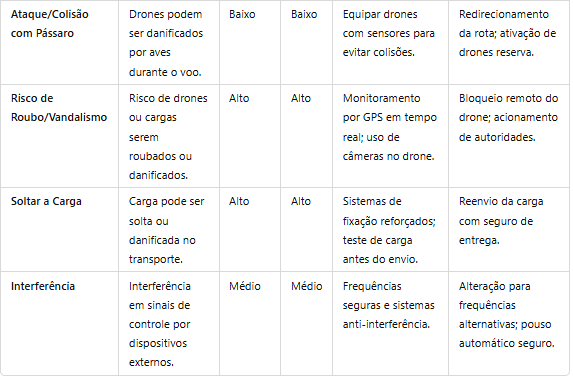 Ataque/Colisão com Pássaro
Drones podem ser danificados por aves durante o voo.
Baixo
Baixo
Equipar drones com sensores para evitar colisões.
Redirecionamento da rota; ativação de drones reserva.
Risco de Roubo/Vandalismo
Risco de drones ou cargas serem roubados ou danificados.
Alto
Alto
Monitoramento por GPS em tempo real; uso de câmeras no drone.
Bloqueio remoto do drone; acionamento de autoridades.
Soltar a Carga
Carga pode ser solta ou danificada no transporte.
Alto
Alto
Sistemas de fixação reforçados; teste de carga antes do envio.
Reenvio da carga com seguro de entrega.
Interferência
Interferência em sinais de controle por dispositivos externos.
Médio
Médio
Frequências seguras e sistemas anti-interferência.
Alteração para frequências alternativas; pouso automático seguro.